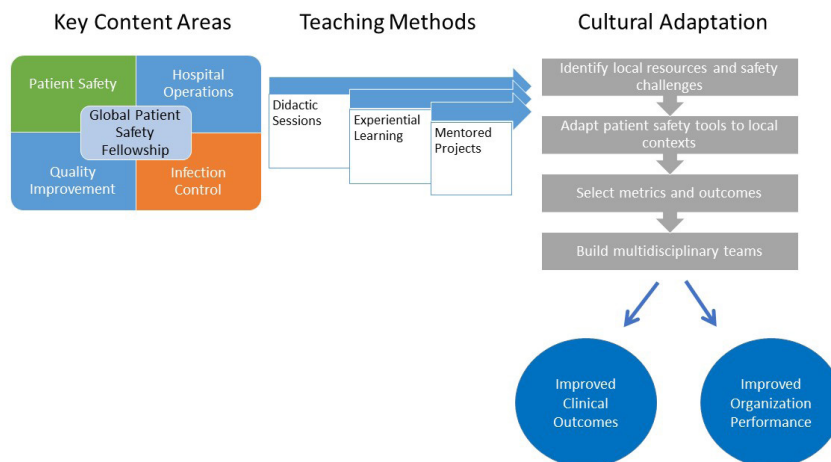 Key Content Areas
Teaching Methods
Cultural Adaptation
Patient Safety
Hospital
Operations
Global Patient
Safety
Fellowship
Quality
Improvement
Infection
Control
Didactic
Sessions
Experiential
Learning
Mentored
Projects
Identify local resources and safety
challenges
Adapt patient safety tools to local
contexts
Select metrics and outcomes
Build multidisciplinary teams
Improved
Clinical
Outcomes
Improved
Organization
Performance